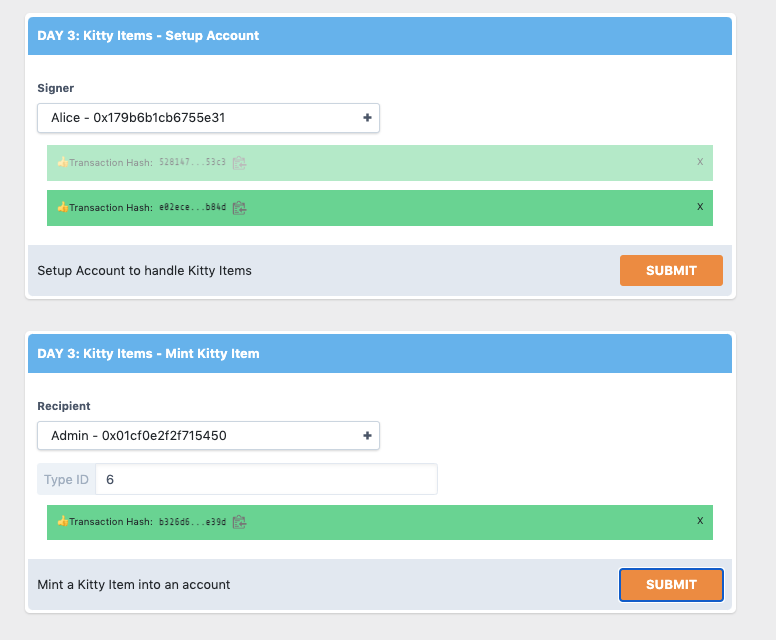 DAY 3: Kitty Items - Setup Account
Signer
Alice - 0x179b6b1cb6755e31 +
👍Transaction Hash: 528147...53c3 X
👍Transaction Hash: e02ece...b84d X
Setup Account to handle Kitty Items SUBMIT
DAY 3: Kitty Items - Mint Kitty Item
Recipient
Admin - 0x01cf0e2f2f715450 +
Type ID 6
👍Transaction Hash: b326d6...e39d X
Mint a Kitty Item into an account SUBMIT